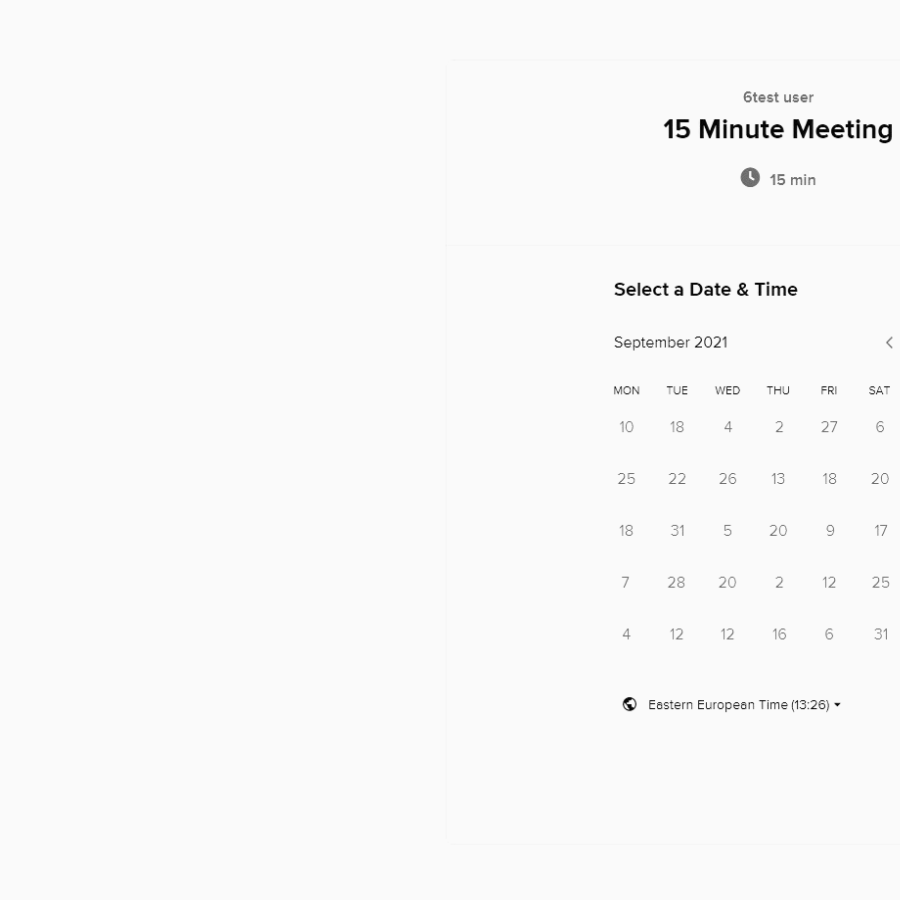 6test user
15 Minute Meeting
15 min
Select a Date & Time
September 2021
MON TUE WED THU FRI SAT
10 18 4 2 27 6
25 22 26 13 18 20
18 31 5 20 9 17
7 28 20 2 12 25
4 12 12 16 6 31
Eastern European Time (13:26)